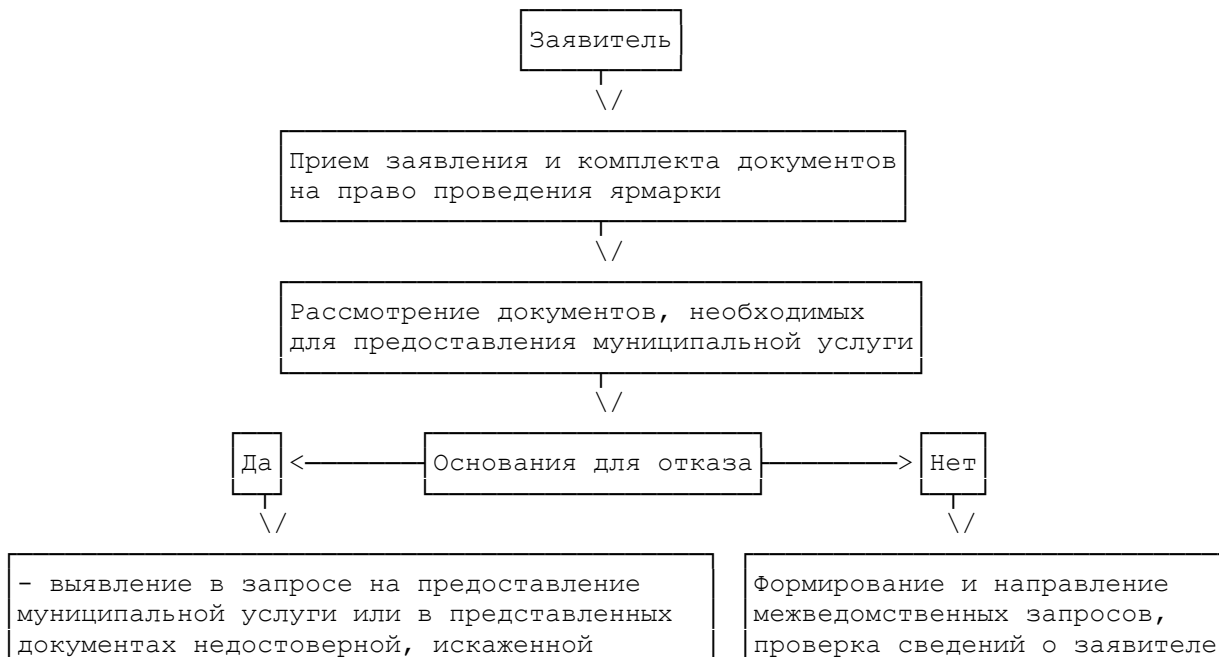 Заявитель
Прием заявления и комплекта документов
на право проведения ярмарки
Рассмотрение документов, необходимых
для предоставления муниципальной услуги
Да
Основания для отказа
Нет
- выявление в запросе на предоставление
муниципальной услуги или в представленных
документах недостоверной, искаженной
Формирование и направление
межведомственных запросов,
проверка сведений о заявителе